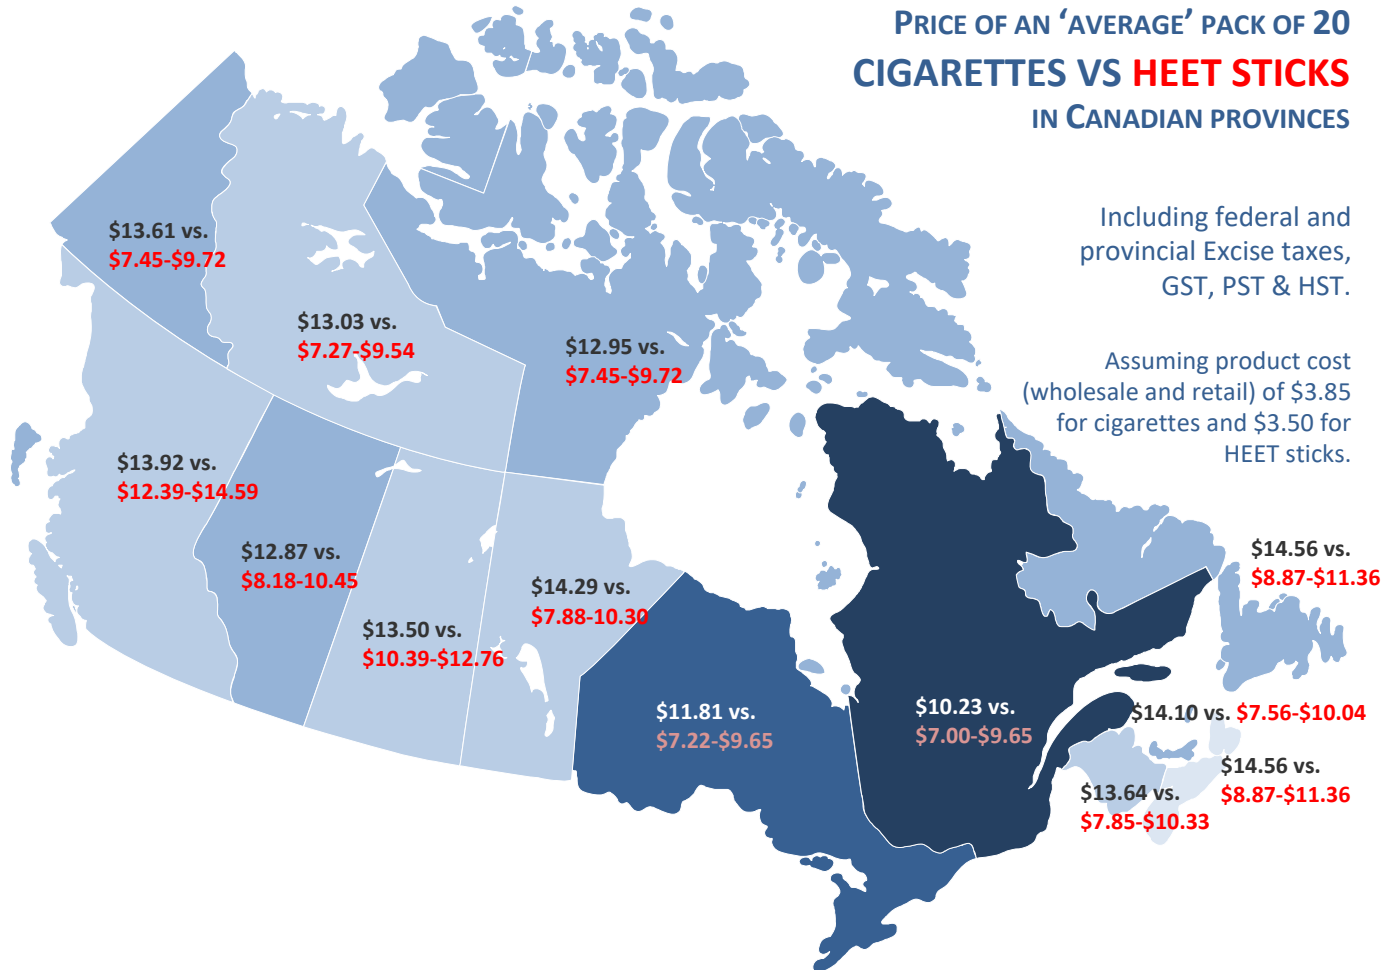 PRICE OF AN ‘AVERAGE’ PACK OF 20
CIGARETTES VS HEET STICKS
IN CANADIAN PROVINCES
Including federal and
provincial Excise taxes,
GST, PST & HST.
Assuming product cost
(wholesale and retail) of $3.85
for cigarettes and $3.50 for
HEET sticks.
$13.61 vs.
$7.45-$9.72
$13.03 vs.
$7.27-$9.54
$12.95 vs.
$7.45-$9.72
$13.92 vs.
$12.39-$14.59
$12.87 vs.
$8.18-10.45
$13.50 vs.
$10.39-$12.76
$14.29 vs.
$7.88-10.30
$11.81 vs.
$7.22-$9.65
$10.23 vs.
$7.00-$9.65
$14.56 vs.
$8.87-$11.36
$14.10 vs. $7.56-$10.04
$14.56 vs.
$8.87-$11.36
$13.64 vs.
$7.85-$10.33